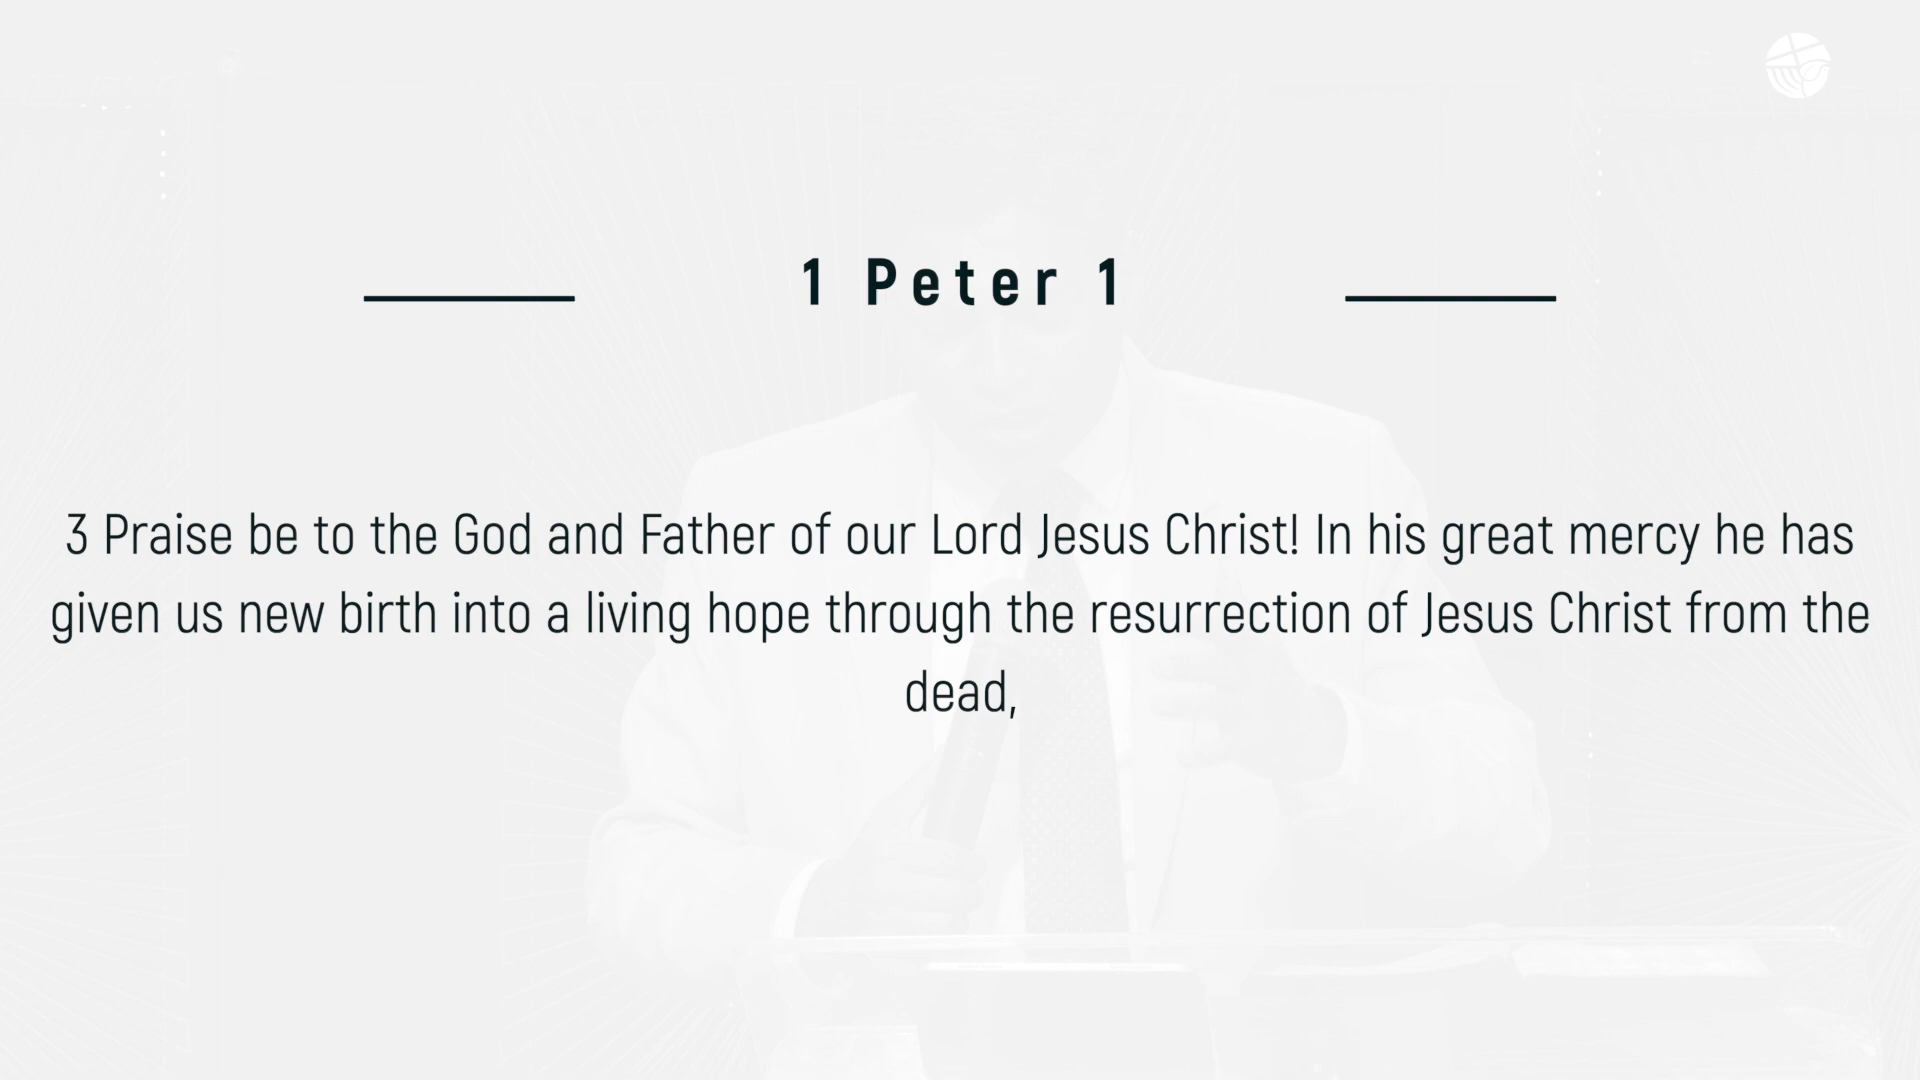 1 Peter 1
3 Praise be to the God and Father of our Lord Jesus Christ! In his great mercy he has
given us new birth into a living hope through the resurrection of Jesus Christ from the
dead,